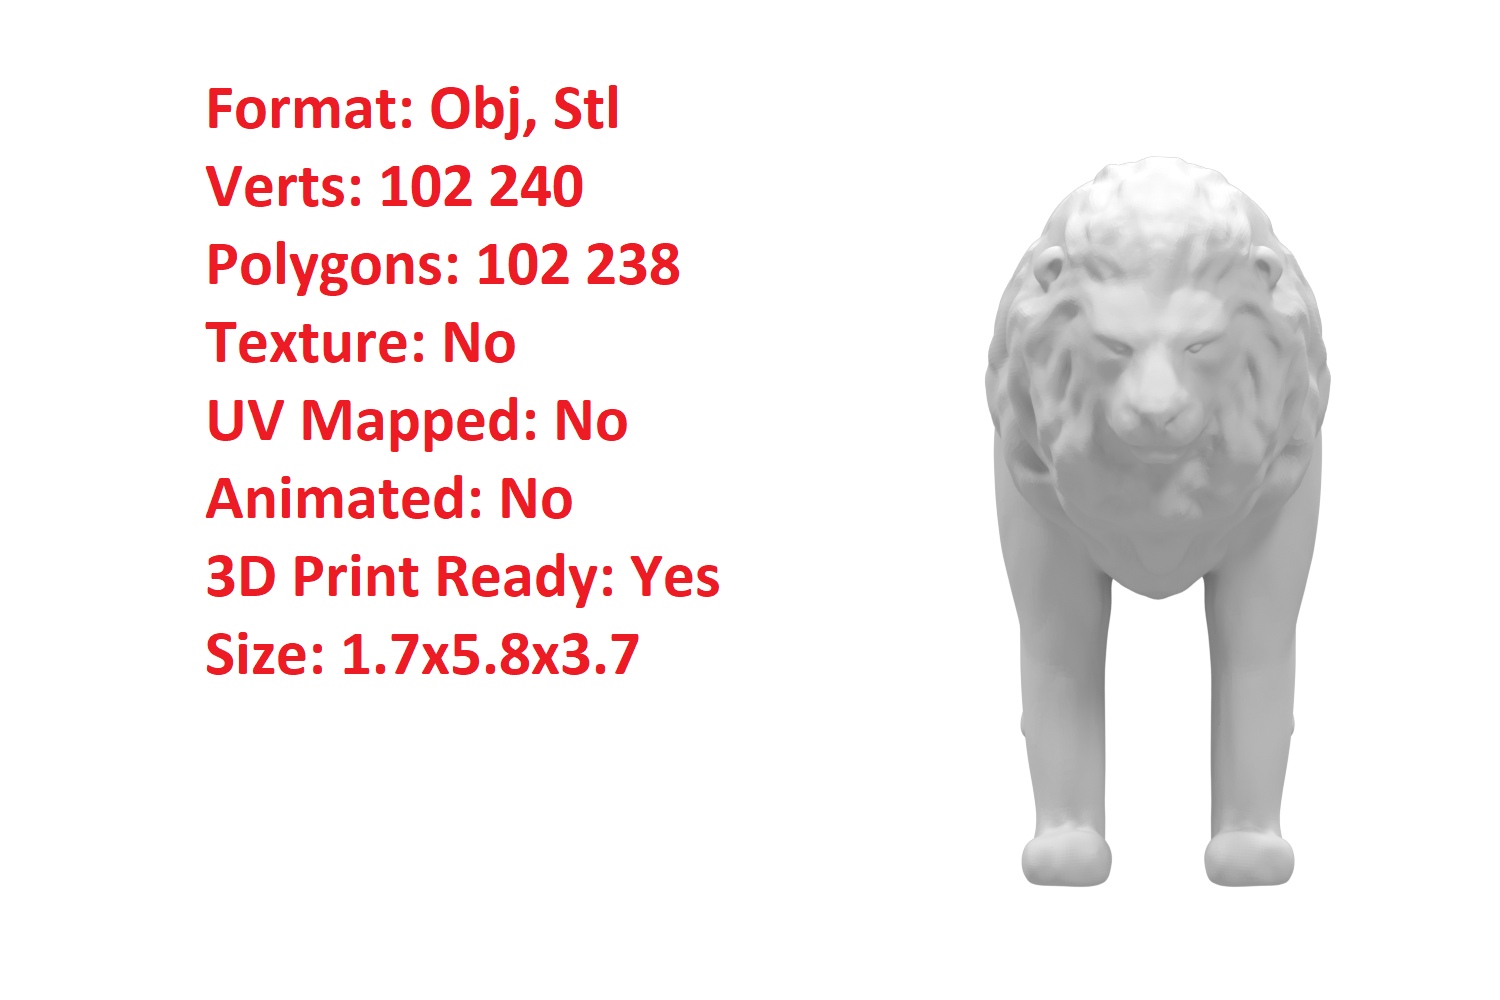 Format: Obj, Stl
Verts: 102 240
Polygons: 102 238
Texture: No
UV Mapped: No
Animated: No
3D Print Ready: Yes
Size: 1.7x5.8x3.7